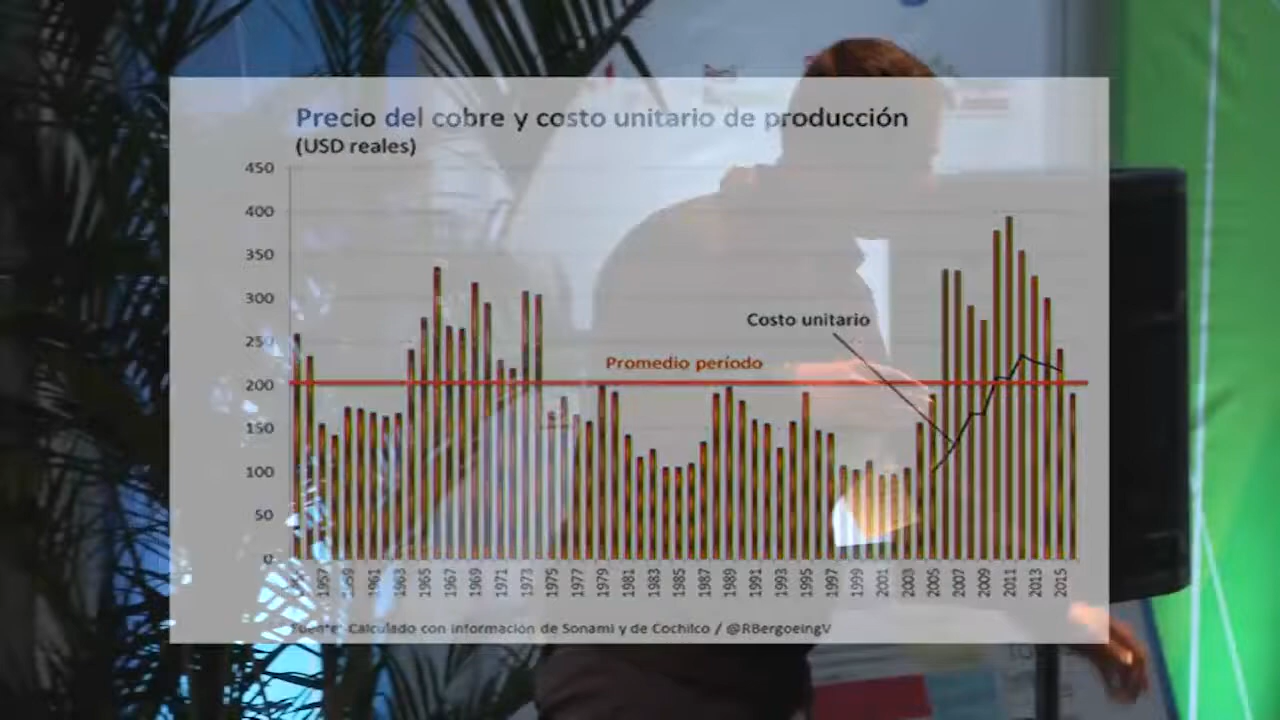 Precio del cobre y costo unitario de producción
(USD reales)
450
400
350
300
250
200
150
100
50
0
Costo unitario
Promedio período
1957 1959 1961 1963 1965 1967 1969 1971 1973 1975 1977 1979 1981 1983 1985 1987 1989 1991 1993 1995 1997 1999 2001 2003 2005 2007 2009 2011 2013 2015
Fuente: Calculado con información de Sonami y de Cochilco / @RBergoeingV